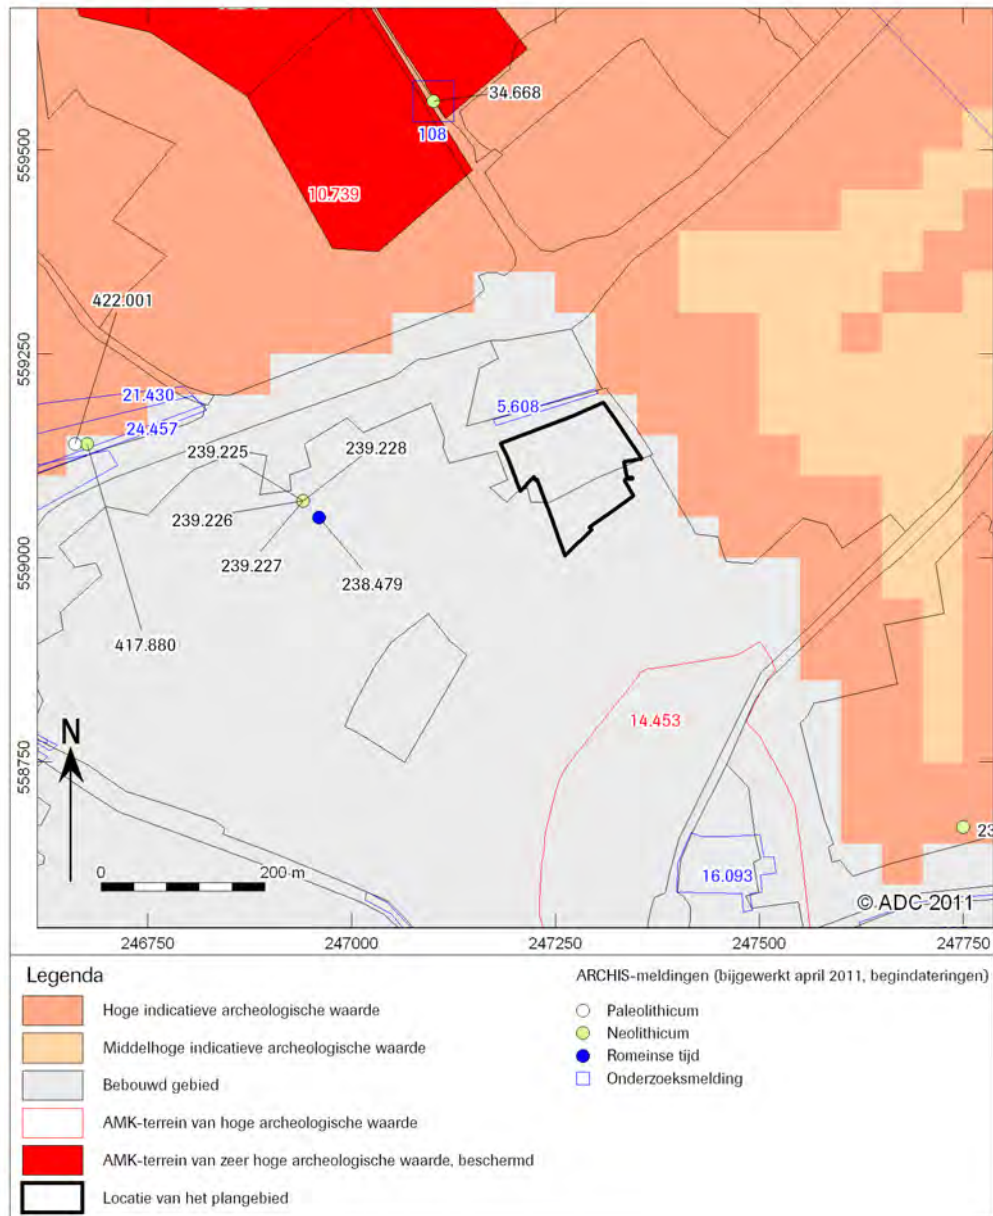 34.668
108
559500
10.739
422.001
559250
21.430
5.608
24.457
239.225
239.228
239.226
559000
239.227
238.479
417.880
14.453
N
558750
23
0 200 m
16.093
© ADC 2011
246750 247000 247250 247500 247750
Legenda
Hoge indicatieve archeologische waarde
Middelhoge indicatieve archeologische waarde
Bebouwd gebied
AMK-terrein van hoge archeologische waarde
AMK-terrein van zeer hoge archeologische waarde, beschermd
Locatie van het plangebied
ARCHIS-meldingen (bijgewerkt april 2011, begindateringen)
Paleolithicum
Neolithicum
Romeinse tijd
Onderzoeksmelding